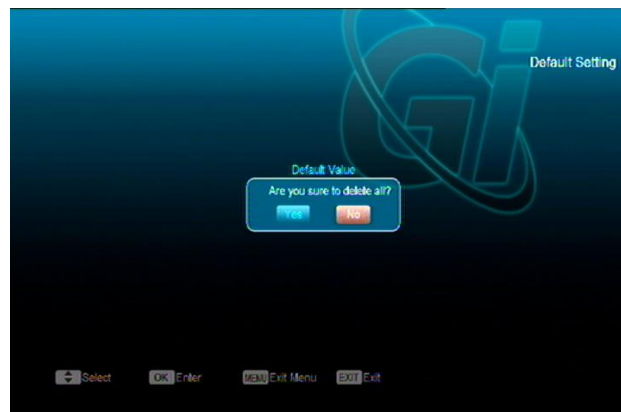 Gi
Default Setting
Default Value
Are you sure to delete all?
Yes
No
Select
OK Enter
MENU Exit Menu
EXIT Exit